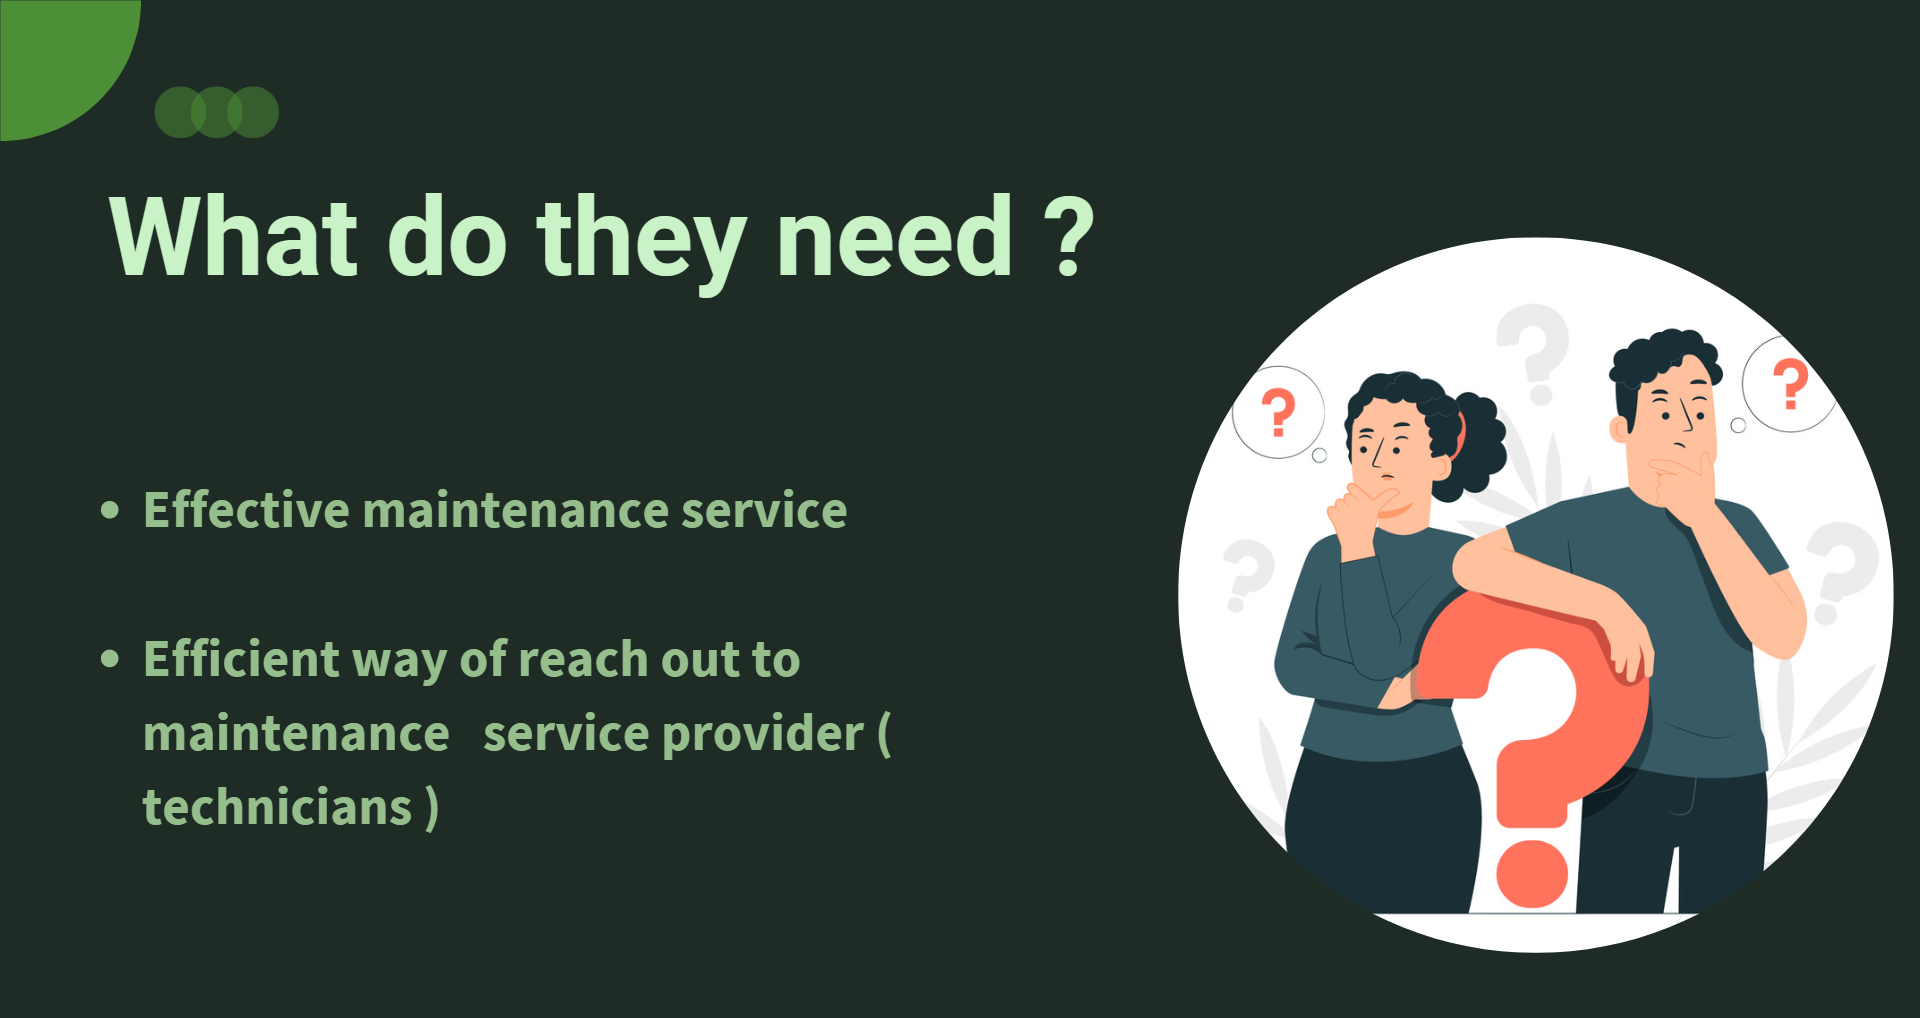 What do they need ?
• Effective maintenance service
• Efficient way of reach out to
maintenance   service provider (
technicians )
?
?
?
?
?
?